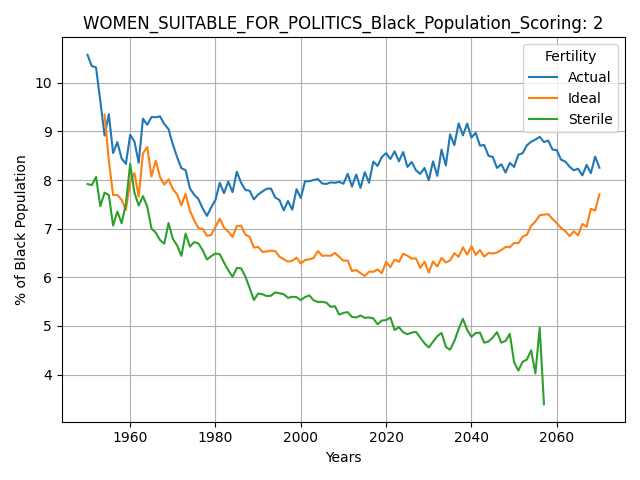 WOMEN_SUITABLE_FOR_POLITICS_Black_Population_Scoring: 2
Fertility
Actual
Ideal
Sterile
% of Black Population
10
9
8
7
6
5
4
1960 1980 2000 2020 2040 2060
Years